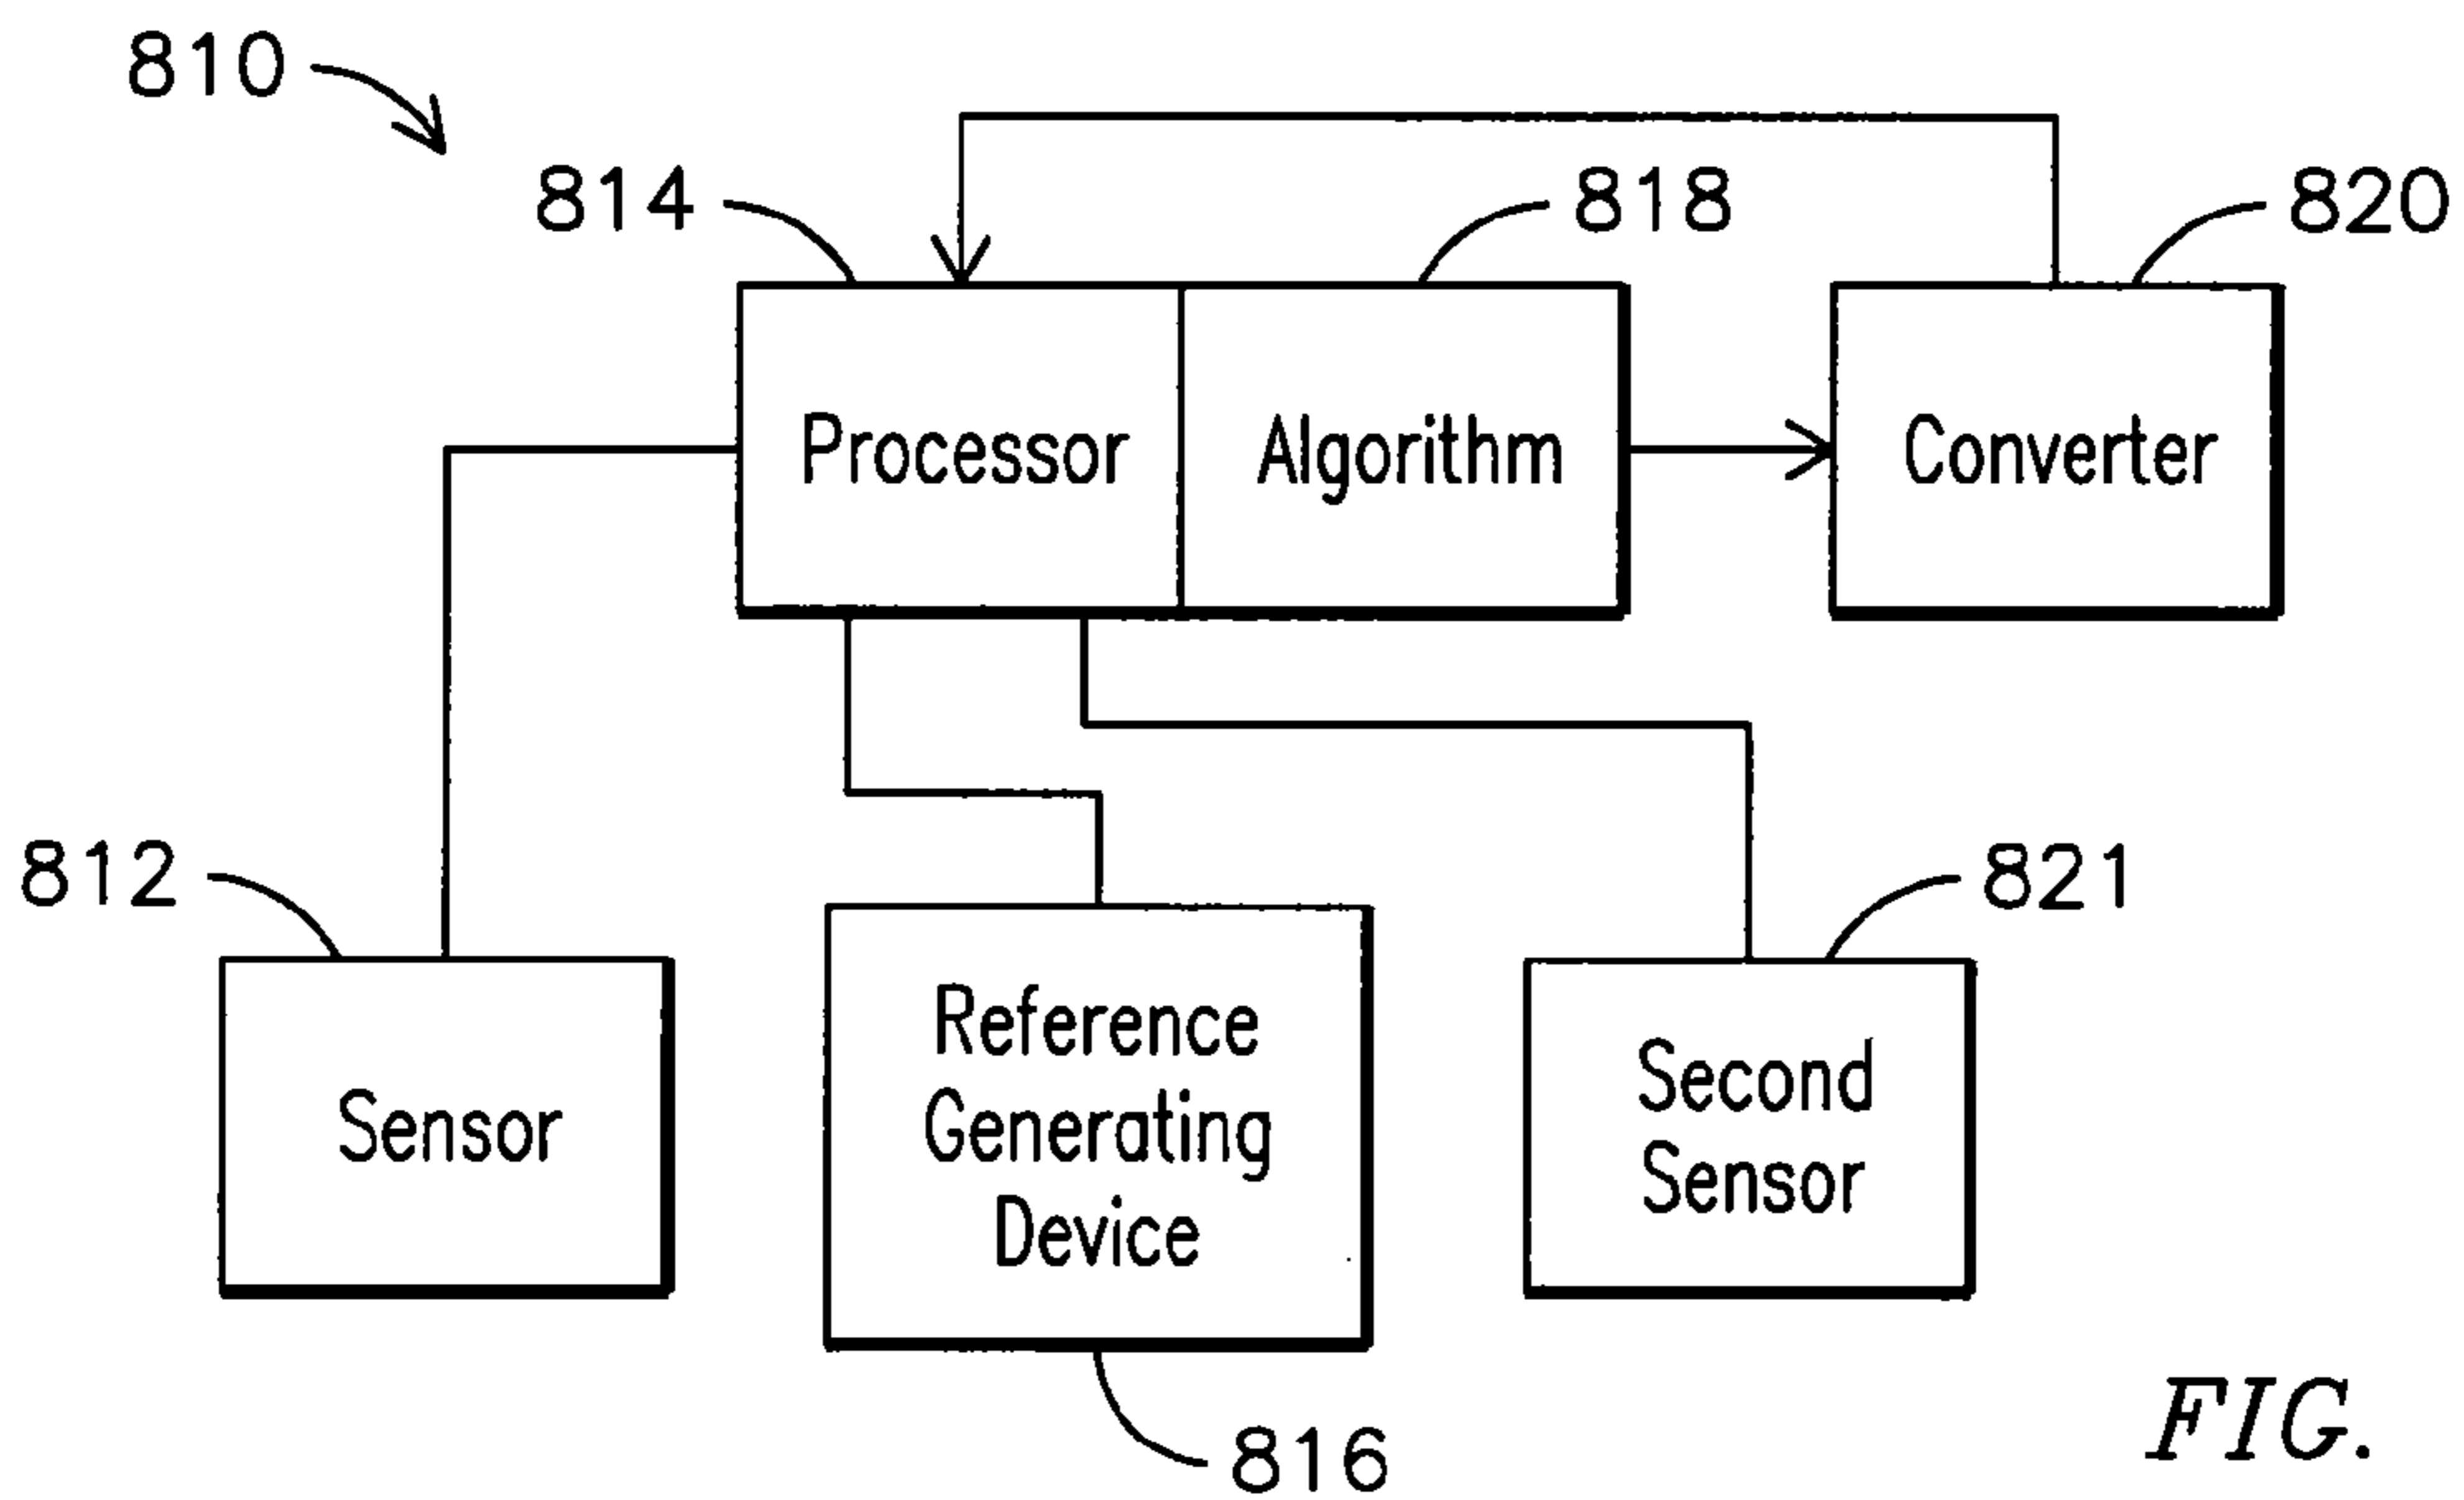 810
814
818
820
Processor
Algorithm
Converter
812
821
Sensor
Reference
Generating
Device
Second
Sensor
816
FIG.